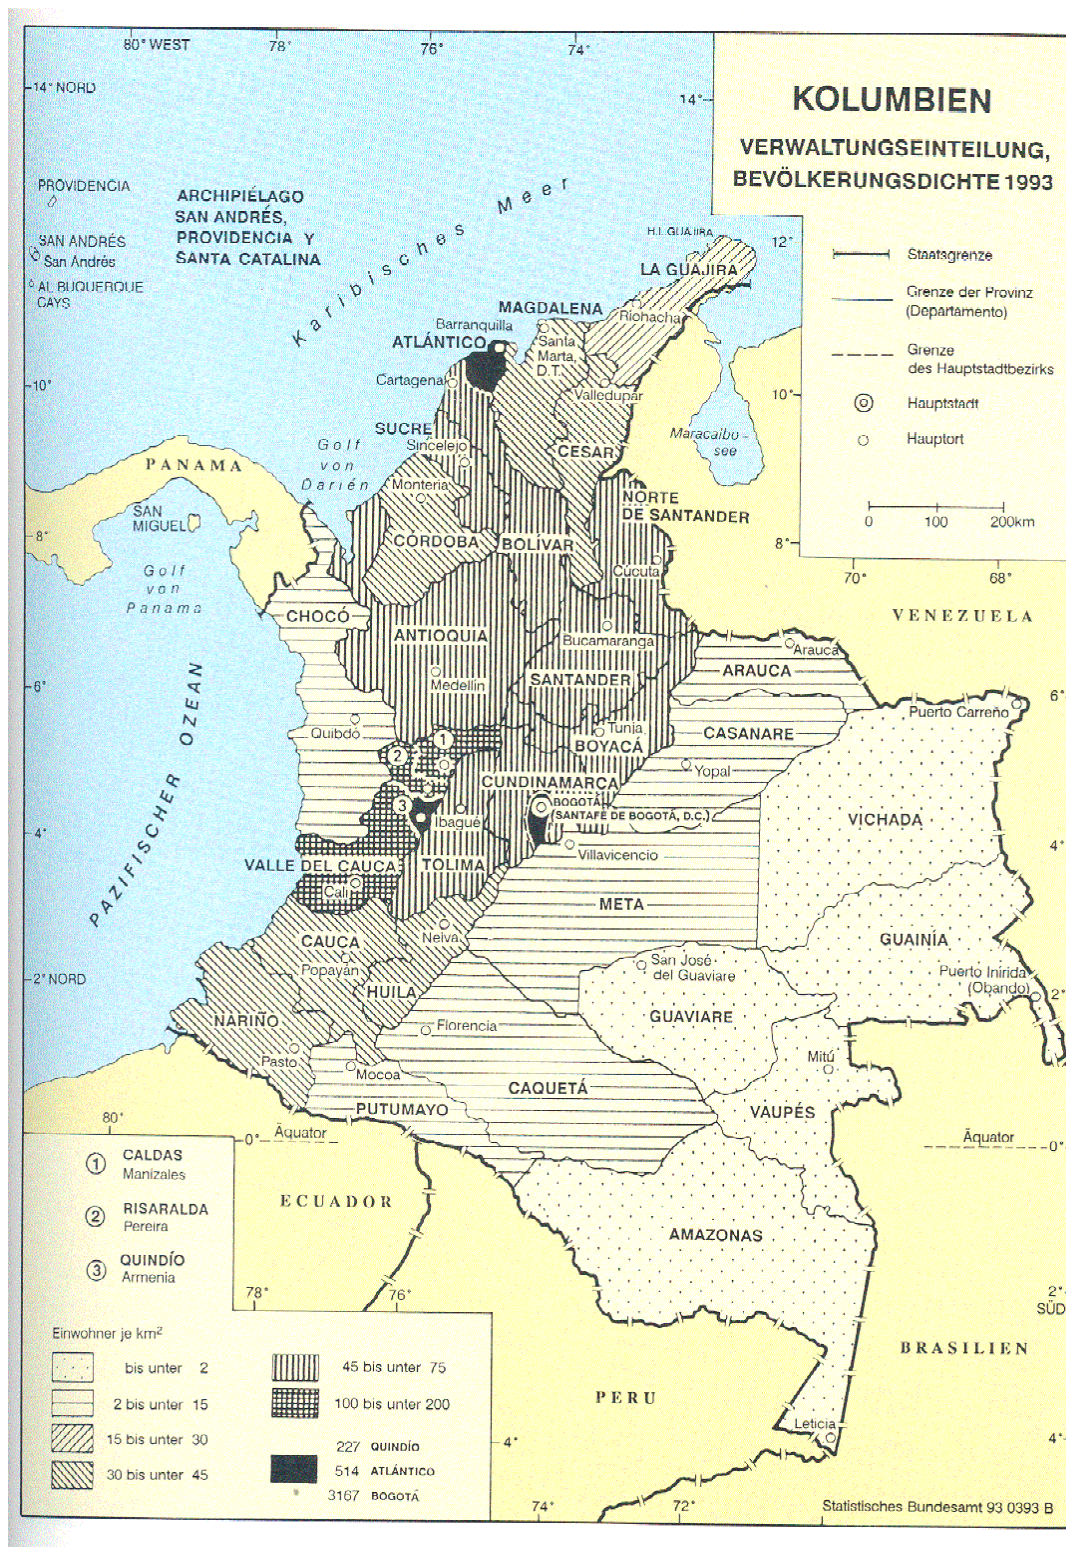 80° WEST
78°
76°
74°
14° NORD
14°
KOLUMBIEN
VERWALTUNGSEINTEILUNG,
BEVÖLKERUNGSDICHTE 1993
PROVIDENCIA
ARCHIPIÉLAGO
SAN ANDRÉS,
PROVIDENCIA Y
SANTA CATALINA
SAN ANDRÉS
San Andrés
ALBUQUERQUE
CAYS
Karibisches Meer
H.I. GUAJIRA
12°
LA GUAJIRA
Staatsgrenze
Grenze der Provinz
(Departamento)
Grenze
des Hauptstadtbezirks
Hauptstadt
Hauptort
0 100 200km
MAGDALENA
Riohacha
Barranquilla
ATLÁNTICO
Santa
Marta,
D.T.
10°
Cartagena
Valledupar
10°
SUCRE
Sincelejo
CESAR
Maracaibo-
see
Golf
von
Darién
PANAMA
Montería
NORTE
DE SANTANDER
SAN
MIGUEL
8°
CÓRDOBA
BOLÍVAR
8°
Cúcuta
70°
68°
Golf
von
Panama
VENEZUELA
CHOCÓ
ANTIOQUIA
Bucamaranga
Arauca
ARAUCA
Medellín
SANTANDER
6°
6°
PAZIFISCHER OZEAN
Puerto Carreño
Quibdó
Tunja
BOYACÁ
CASANARE
1
2
Yopal
CUNDINAMARCA
3
BOGOTÁ
(SANTAFÉ DE BOGOTÁ, D.C.)
Ibagué
VICHADA
4°
4°
Villavicencio
VALLE DEL CAUCA
TOLIMA
Cali
META
CAUCA
Neiva
GUAINÍA
Popayán
San José
del Guaviare
Puerto Inírida
(Obando)
2° NORD
2°
HUILA
NARIÑO
Florencia
GUAVIARE
Pasto
Mocoa
Mitú
CAQUETÁ
PUTUMAYO
VAUPÉS
80°
0°
Äquator
Äquator
0°
1 CALDAS
Manizales
2 RISARALDA
Pereira
3 QUINDÍO
Armenia
ECUADOR
AMAZONAS
78°
76°
2°
SÜD
BRASILIEN
PERU
Leticia
Einwohner je km²
bis unter 2
2 bis unter 15
15 bis unter 30
30 bis unter 45
45 bis unter 75
100 bis unter 200
227 QUINDÍO
514 ATLÁNTICO
3167 BOGOTÁ
4°
4°
74°
72°
Statistisches Bundesamt 93 0393 B